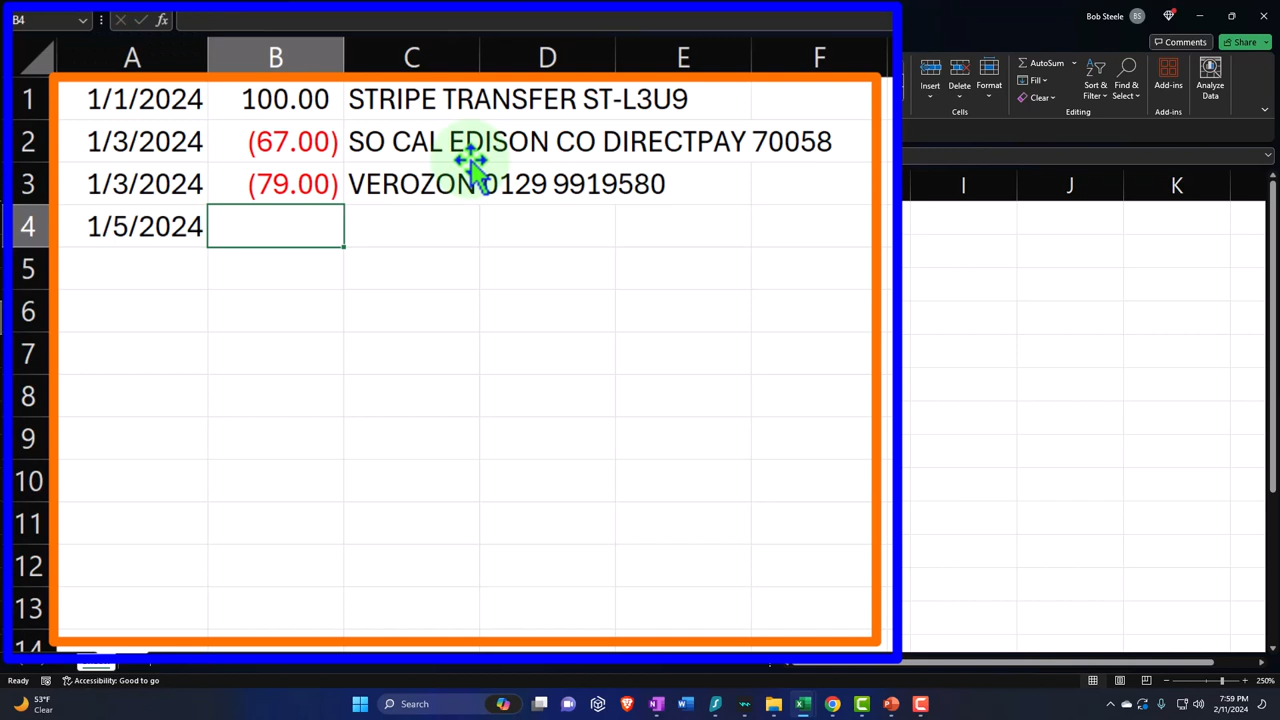 B4
fx
Bob Steele BS
Comments Share
A B C D E F
1 1/1/2024 100.00 STRIPE TRANSFER ST-L3U9
2 1/3/2024 (67.00) SO CAL EDISON CO DIRECTPAY 70058
3 1/3/2024 (79.00) VEROZON 0129 9919580
4 1/5/2024
5
6
7
8
9
10
11
12
13
14
Insert Delete Format
Cells
AutoSum
Fill
Clear
Sort & Filter
Find & Select
Editing
Add-ins
Add-ins
Analyze Data
I J K
Ready Accessibility: Good to go
250%
53°F
Clear
Search
7:59 PM
2/11/2024